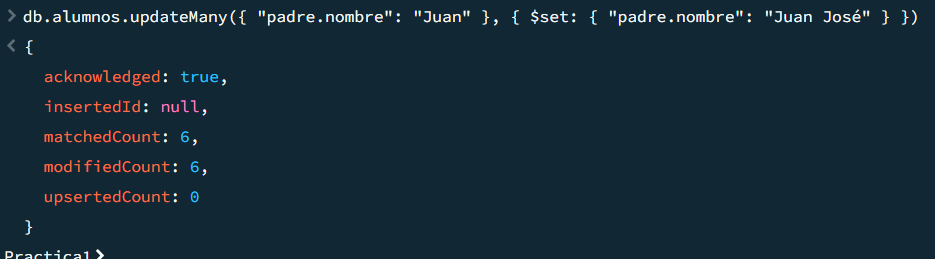 > db.alumnos.updateMany({ "padre.nombre": "Juan" }, { $set: { "padre.nombre": "Juan José" } })
< {
acknowledged: true,
insertedId: null,
matchedCount: 6,
modifiedCount: 6,
upsertedCount: 0
}
Practica1>